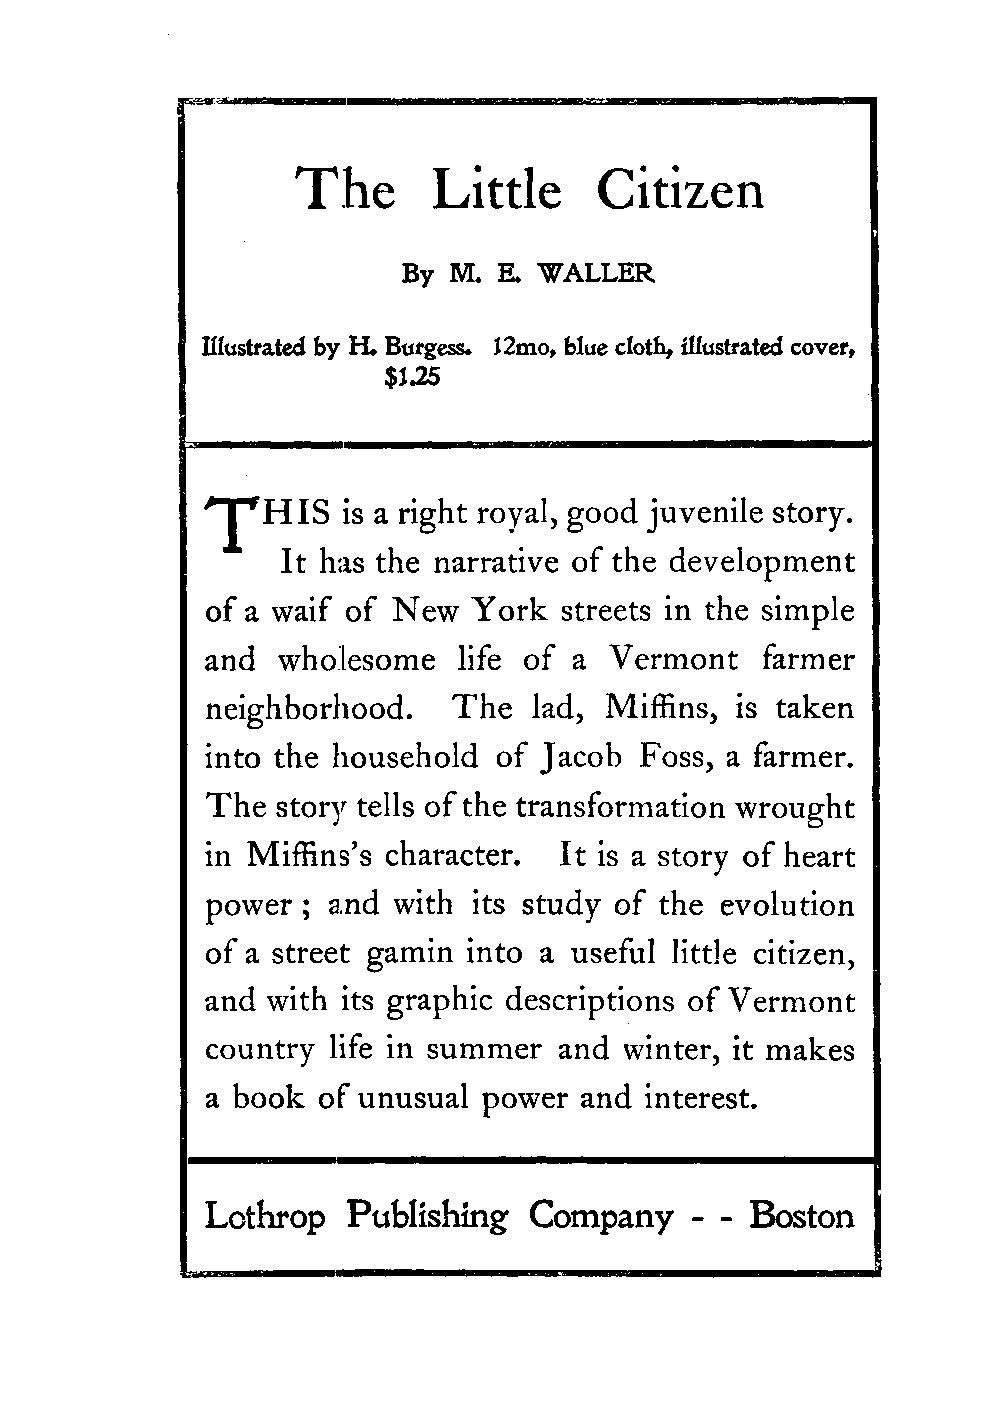 The Little Citizen
By M. E. WALLER
Illustrated by H. Burgess. 12mo, blue cloth, illustrated cover,
$1.25
THIS is a right royal, good juvenile story.
It has the narrative of the development
of a waif of New York streets in the simple
and wholesome life of a Vermont farmer
neighborhood. The lad, Miffins, is taken
into the household of Jacob Foss, a farmer.
The story tells of the transformation wrought
in Miffins's character. It is a story of heart
power ; and with its study of the evolution
of a street gamin into a useful little citizen,
and with its graphic descriptions of Vermont
country life in summer and winter, it makes
a book of unusual power and interest.
Lothrop Publishing Company - - Boston